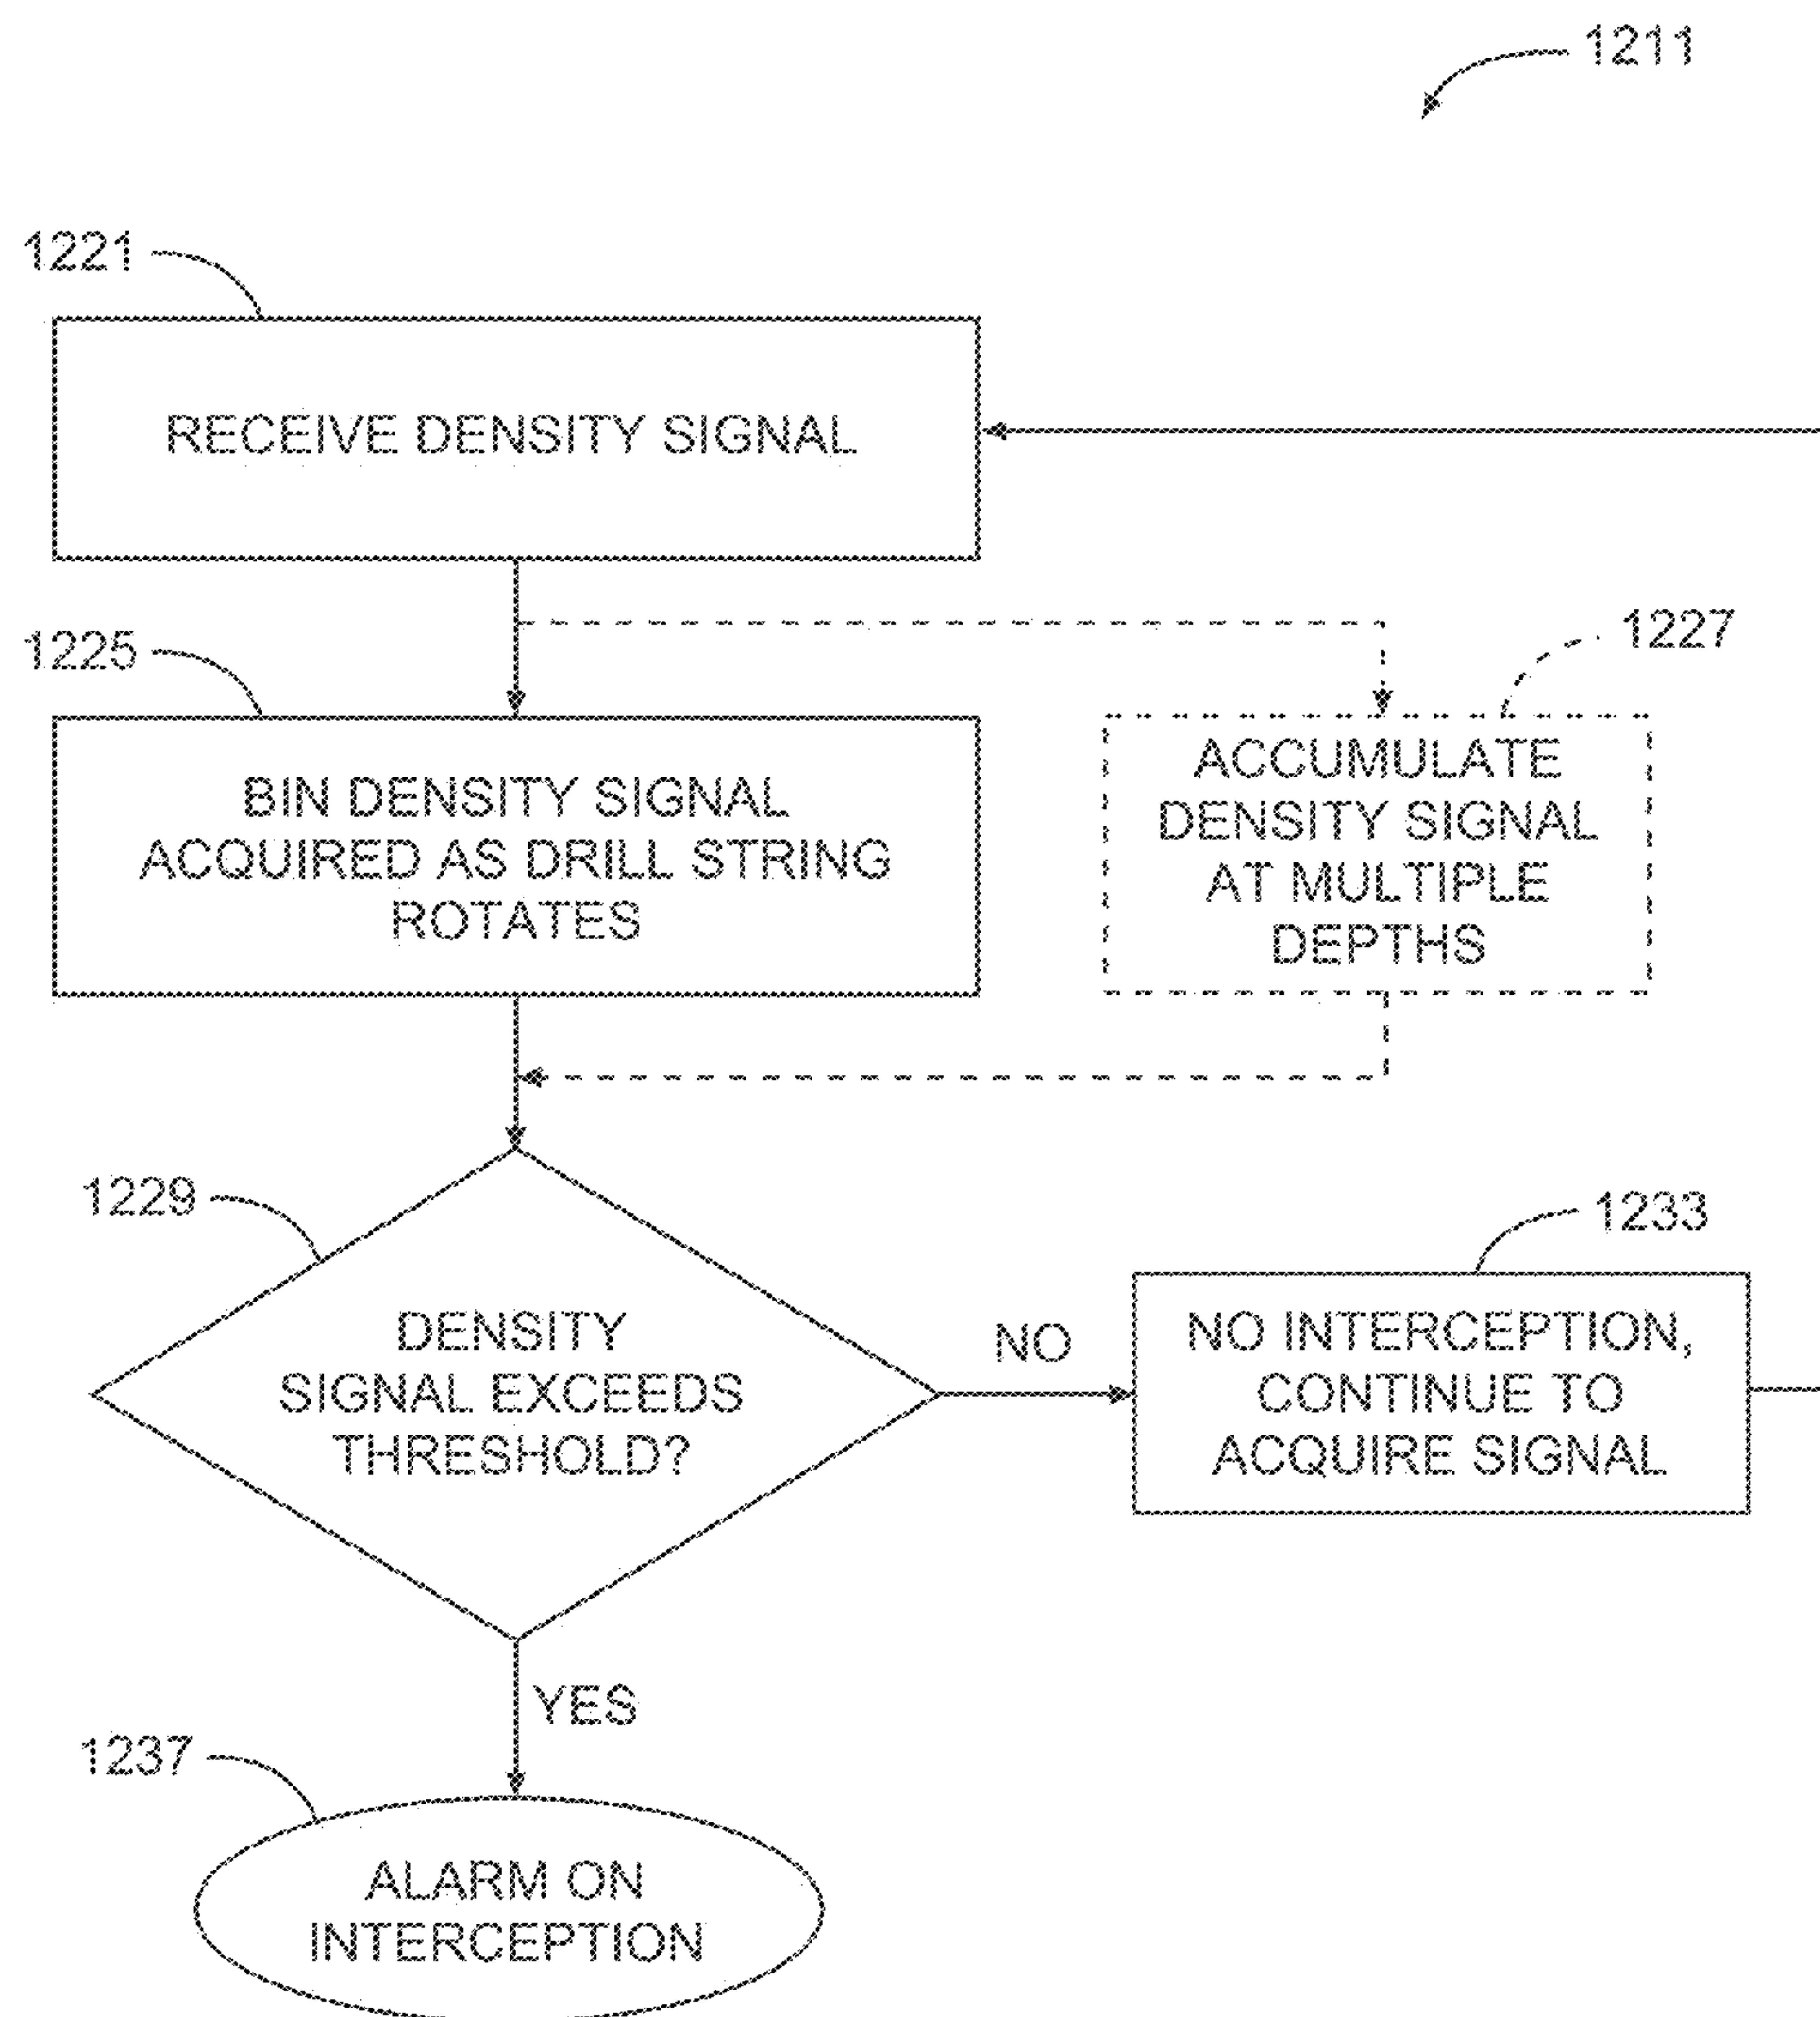 1211
1221
RECEIVE DENSITY SIGNAL
1225
BIN DENSITY SIGNAL
ACQUIRED AS DRILL STRING
ROTATES
1227
ACCUMULATE
DENSITY SIGNAL
AT MULTIPLE
DEPTHS
1229
DENSITY
SIGNAL EXCEEDS
THRESHOLD?
NO
1233
NO INTERCEPTION,
CONTINUE TO
ACQUIRE SIGNAL
YES
1237
ALARM ON
INTERCEPTION